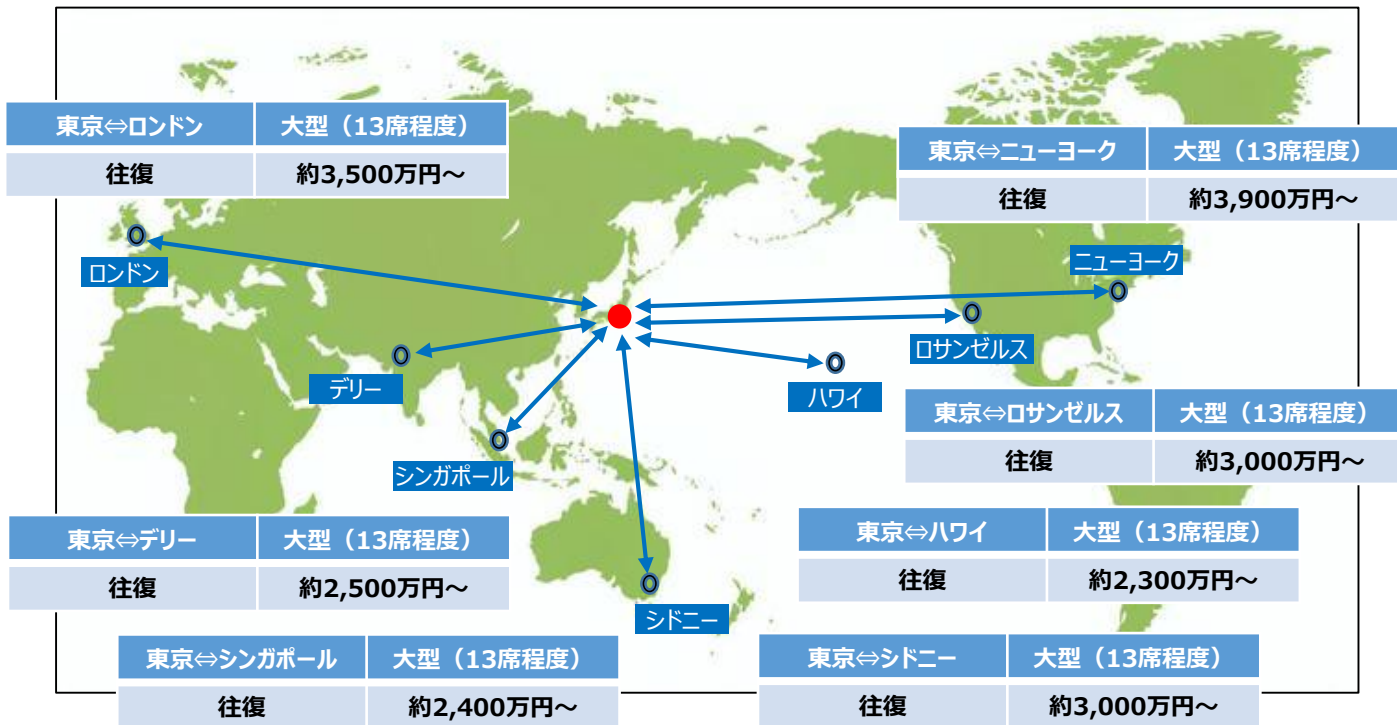 東京⇔ロンドン 大型（13席程度）
往復 約3,500万円～
東京⇔ニューヨーク 大型（13席程度）
往復 約3,900万円～
ロンドン
ニューヨーク
ロサンゼルス
デリー
ハワイ
シンガポール
東京⇔ロサンゼルス 大型（13席程度）
往復 約3,000万円～
東京⇔デリー 大型（13席程度）
往復 約2,500万円～
東京⇔ハワイ 大型（13席程度）
往復 約2,300万円～
シドニー
東京⇔シンガポール 大型（13席程度）
往復 約2,400万円～
東京⇔シドニー 大型（13席程度）
往復 約3,000万円～